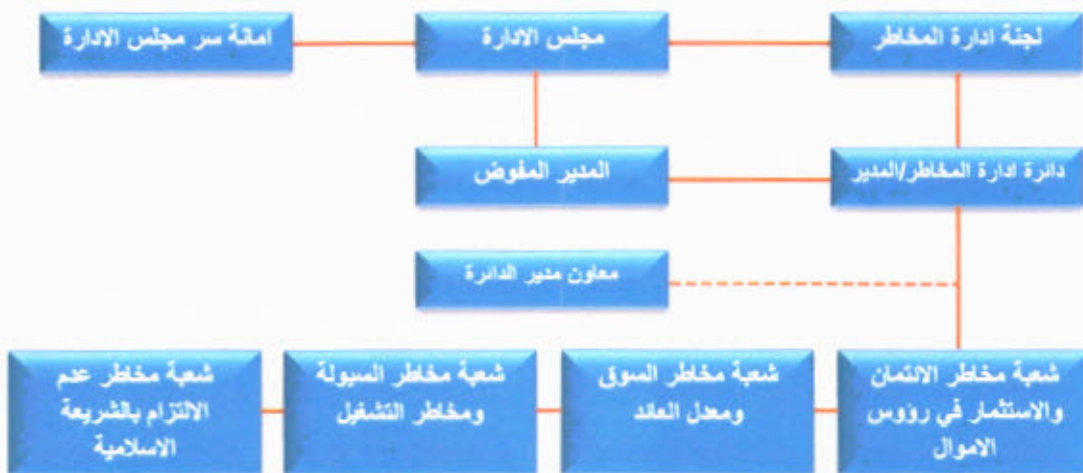 لجنة ادارة المخاطر
مجلس الادارة
امانة سر مجلس الادارة
دائرة ادارة المخاطر/المدير
المدير المفوض
معاون مدير الدائرة
شعبة مخاطر الائتمان
والاستثمار في رؤوس
الاموال
شعبة مخاطر السوق
ومعدل العائد
شعبة مخاطر السيولة
ومخاطر التشغيل
شعبة مخاطر عدم
الالتزام بالشريعة
الاسلامية